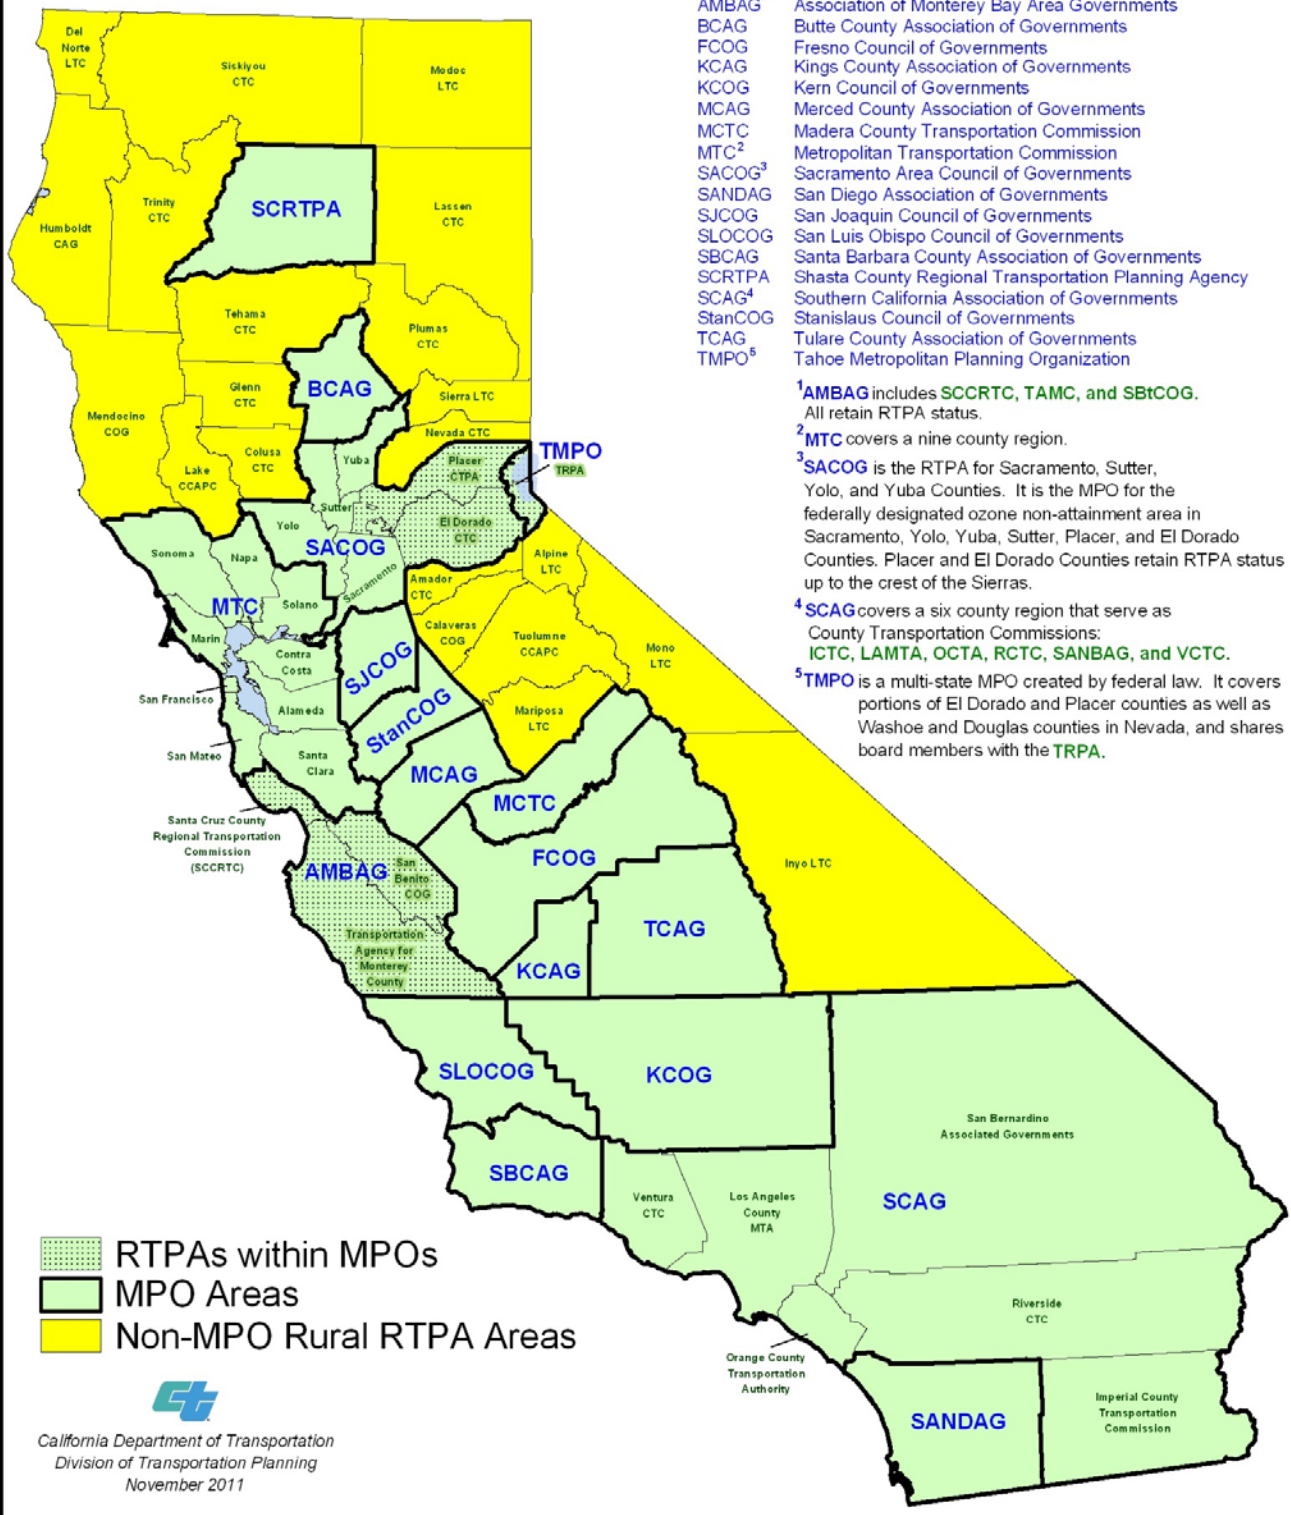 AMBAG Association of Monterey Bay Area Governments
BCAG Butte County Association of Governments
FCOG Fresno Council of Governments
KCAG Kings County Association of Governments
KCOG Kern Council of Governments
MCAG Merced County Association of Governments
MCTC Madera County Transportation Commission
MTC² Metropolitan Transportation Commission
SACOG³ Sacramento Area Council of Governments
SANDAG San Diego Association of Governments
SJCOG San Joaquin Council of Governments
SLOCOG San Luis Obispo Council of Governments
SBCAG Santa Barbara County Association of Governments
SCRTPA Shasta County Regional Transportation Planning Agency
SCAG⁴ Southern California Association of Governments
StanCOG Stanislaus Council of Governments
TCAG Tulare County Association of Governments
TMPO⁵ Tahoe Metropolitan Planning Organization
¹AMBAG includes SCCRTC, TAMC, and SBtCOG.
All retain RTPA status.
²MTC covers a nine county region.
³SACOG is the RTPA for Sacramento, Sutter,
Yolo, and Yuba Counties. It is the MPO for the
federally designated ozone non-attainment area in
Sacramento, Yolo, Yuba, Sutter, Placer, and El Dorado
Counties. Placer and El Dorado Counties retain RTPA status
up to the crest of the Sierras.
⁴ SCAG covers a six county region that serve as
County Transportation Commissions:
ICTC, LAMTA, OCTA, RCTC, SANBAG, and VCTC.
⁵TMPO is a multi-state MPO created by federal law. It covers
portions of El Dorado and Placer counties as well as
Washoe and Douglas counties in Nevada, and shares
board members with the TRPA.
Del
Norte
LTC
Siskiyou
CTC
Modoc
LTC
Humboldt
CAG
Trinity
CTC
SCRTPA
Lassen
CTC
Tehama
CTC
Plumas
CTC
BCAG
Glenn
CTC
Sierra LTC
Mendocino
COG
Nevada CTC
Lake
CCAPC
Colusa
CTC
Yuba
Placer
CTPA
TMPO
TRPA
Sutter
Yolo
El Dorado
CTC
SACOG
Sacramento
Sonoma
Napa
Alpine
LTC
Amador
CTC
MTC
Solano
Calaveras
COG
Tuolumne
CCAPC
Mono
LTC
Marin
Contra
Costa
SJCOG
San Francisco
Alameda
StanCOG
Mariposa
LTC
San Mateo
Santa
Clara
MCAG
MCTC
Santa Cruz County
Regional Transportation
Commission
(SCCRTC)
AMBAG
San
Benito
COG
FCOG
Inyo LTC
Transportation
Agency for
Monterey
County
TCAG
KCAG
SLOCOG
KCOG
San Bernardino
Associated Governments
SBCAG
Ventura
CTC
Los Angeles
County
MTA
SCAG
Riverside
CTC
Orange County
Transportation
Authority
SANDAG
Imperial County
Transportation
Commission
RTPAs within MPOs
MPO Areas
Non-MPO Rural RTPA Areas
ct
California Department of Transportation
Division of Transportation Planning
November 2011